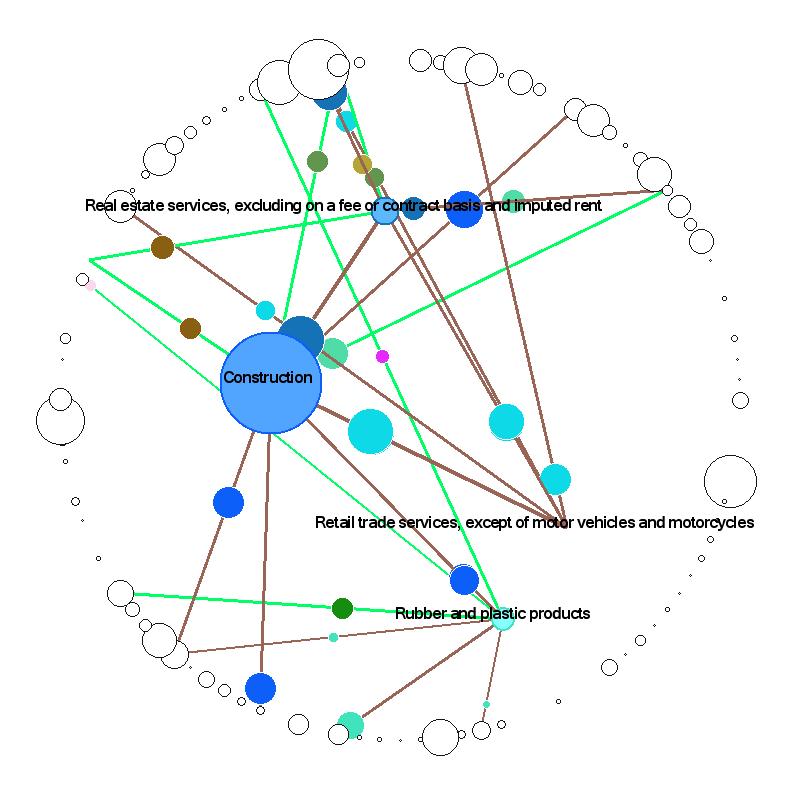 Real estate services, excluding on a fee or contract basis and imputed rent
Construction
Retail trade services, except of motor vehicles and motorcycles
Rubber and plastic products